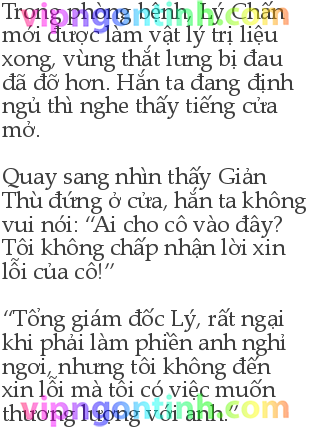 Trong phòng bệnh, Lý Chấn
mới được làm vật lý trị liệu
xong, vùng thắt lưng bị đau
đã đỡ hơn. Hắn ta đang định
ngủ thì nghe thấy tiếng cửa
mở.
Quay sang nhìn thấy Giản
Thù đứng ở cửa, hắn ta không
vui nói: “Ai cho cô vào đây?
Tôi không chấp nhận lời xin
lỗi của cô!”
“Tổng giám đốc Lý, rất ngại
khi phải làm phiền anh nghỉ
ngơi, nhưng tôi không đến
xin lỗi mà tôi có việc muốn
thương lượng với anh.”
vipngontinh.com
vipngontinh.com